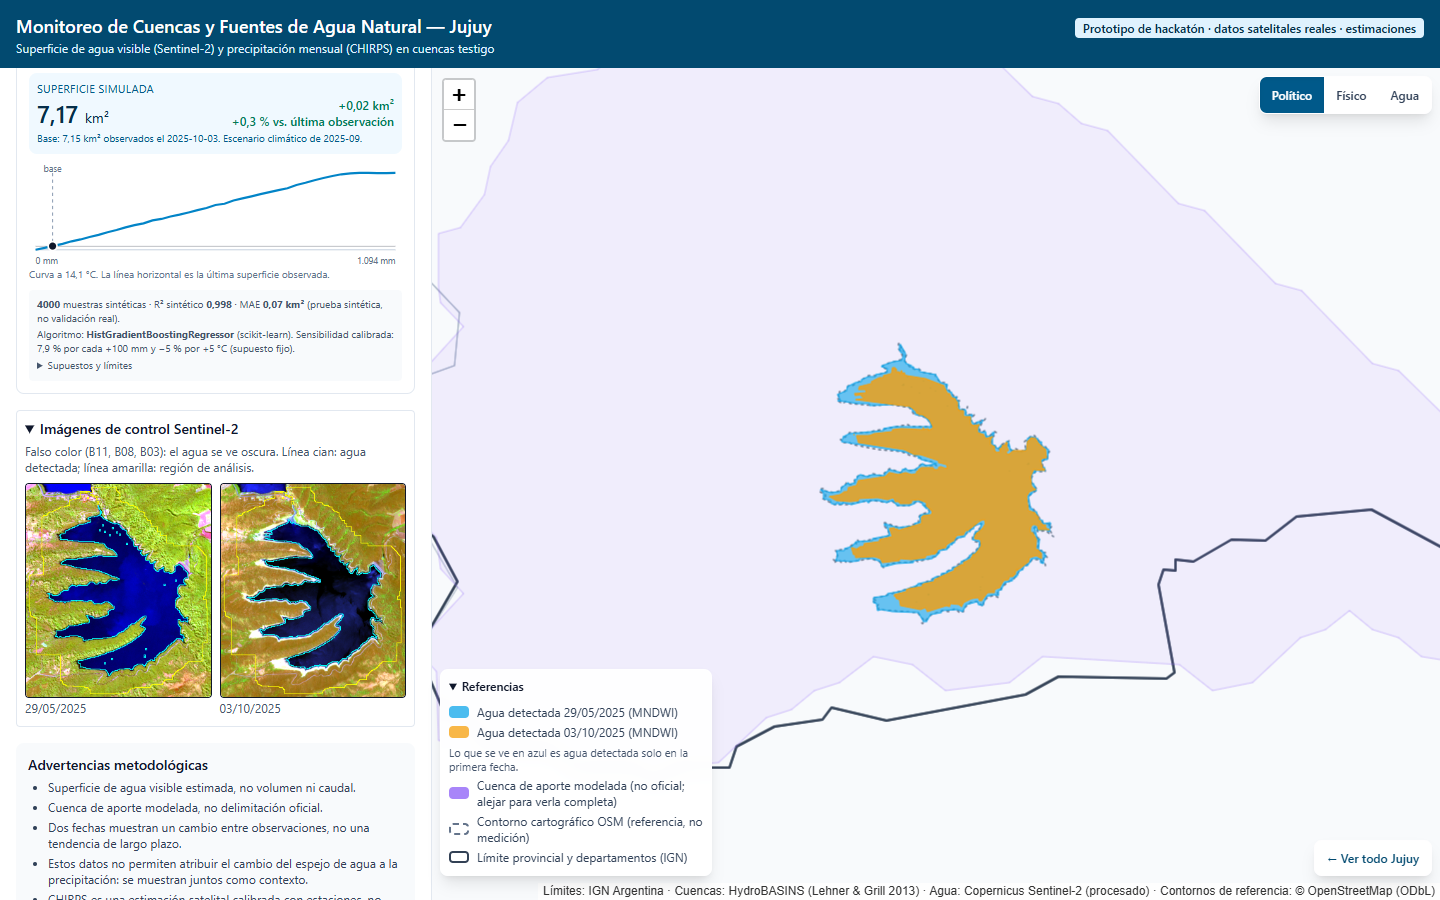 Monitoreo de Cuencas y Fuentes de Agua Natural — Jujuy
Superficie de agua visible (Sentinel-2) y precipitación mensual (CHIRPS) en cuencas testigo
Prototipo de hackatón · datos satelitales reales · estimaciones
SUPERFICIE SIMULADA
7,17 km²
+0,02 km²
+0,3 % vs. última observación
Base: 7,15 km² observados el 2025-10-03. Escenario climático de 2025-09.
base
0 mm
1.094 mm
Curva a 14,1 °C. La línea horizontal es la última superficie observada.
4000 muestras sintéticas · R² sintético 0,998 · MAE 0,07 km² (prueba sintética,
no validación real).
Algoritmo: HistGradientBoostingRegressor (scikit-learn). Sensibilidad calibrada:
7,9 % por cada +100 mm y −5 % por +5 °C (supuesto fijo).
▶ Supuestos y límites
▼ Imágenes de control Sentinel-2
Falso color (B11, B08, B03): el agua se ve oscura. Línea cian: agua
detectada; línea amarilla: región de análisis.
29/05/2025
03/10/2025
Advertencias metodológicas
• Superficie de agua visible estimada, no volumen ni caudal.
• Cuenca de aporte modelada, no delimitación oficial.
• Dos fechas muestran un cambio entre observaciones, no una
tendencia de largo plazo.
• Estos datos no permiten atribuir el cambio del espejo de agua a la
precipitación: se muestran juntos como contexto.
• CHIRPS es una estimación satelital calibrada con estaciones, no
+
−
Político
Físico
Agua
▼ Referencias
Agua detectada 29/05/2025 (MNDWI)
Agua detectada 03/10/2025 (MNDWI)
Lo que se ve en azul es agua detectada solo en la
primera fecha.
Cuenca de aporte modelada (no oficial;
alejar para verla completa)
Contorno cartográfico OSM (referencia, no
medición)
Límite provincial y departamentos (IGN)
← Ver todo Jujuy
Límites: IGN Argentina · Cuencas: HydroBASINS (Lehner & Grill 2013) · Agua: Copernicus Sentinel-2 (procesado) · Contornos de referencia: © OpenStreetMap (ODbL)